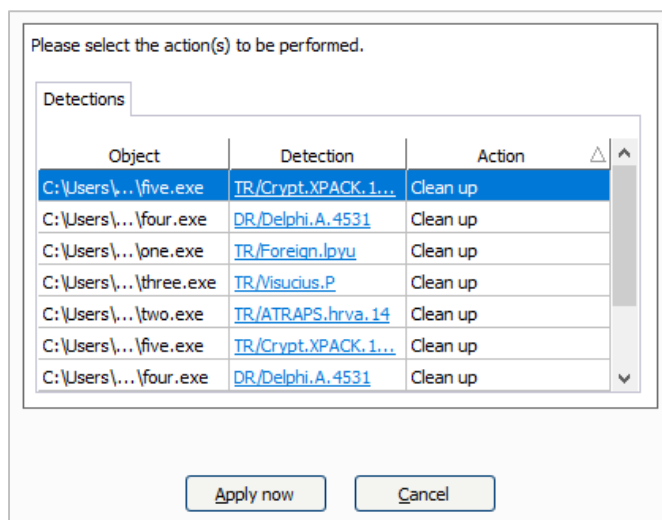 Please select the action(s) to be performed.
Detections
Object Detection Action
C:\Users\...\five.exe TR/Crypt.XPACK.1... Clean up
C:\Users\...\four.exe DR/Delphi.A.4531 Clean up
C:\Users\...\one.exe TR/Foreign.lpyu Clean up
C:\Users\...\three.exe TR/Visucius.P Clean up
C:\Users\...\two.exe TR/ATRAPS.hrva.14 Clean up
C:\Users\...\five.exe TR/Crypt.XPACK.1... Clean up
C:\Users\...\four.exe DR/Delphi.A.4531 Clean up
Apply now Cancel